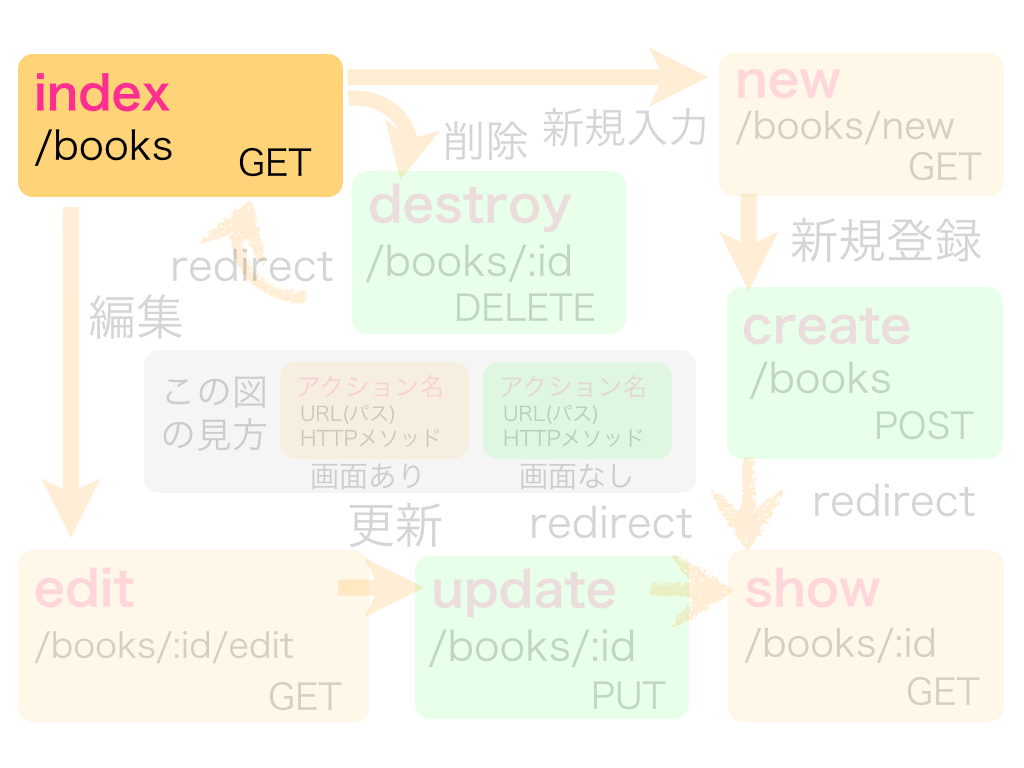 index
/books
GET
新規入力
new
/books/new
GET
削除
destroy
/books/:id
DELETE
redirect
編集
新規登録
create
/books
POST
この図
の見方
アクション名
URL(パス)
HTTPメソッド
画面あり
アクション名
URL(パス)
HTTPメソッド
画面なし
redirect
更新
redirect
edit
/books/:id/edit
GET
update
/books/:id
PUT
show
/books/:id
GET